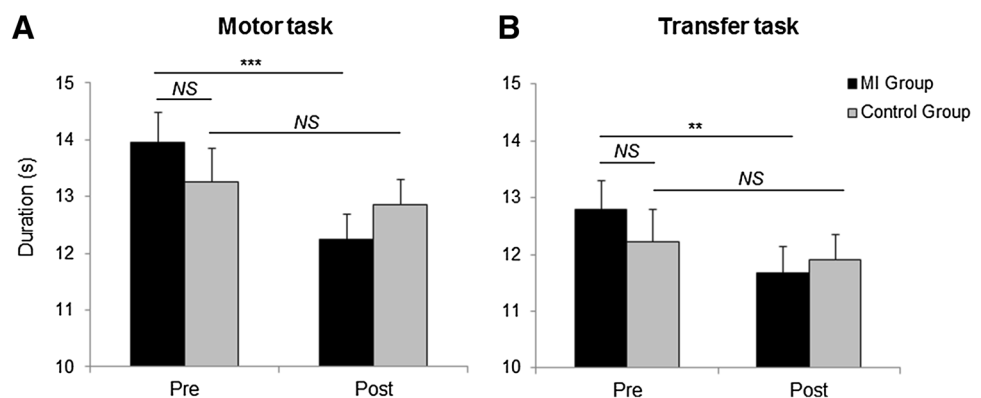 A
Motor task
15
14
13
12
11
10
Duration (s)
***
NS
NS
Pre
Post
B
Transfer task
15
14
13
12
11
10
**
NS
NS
MI Group
Control Group
Pre
Post